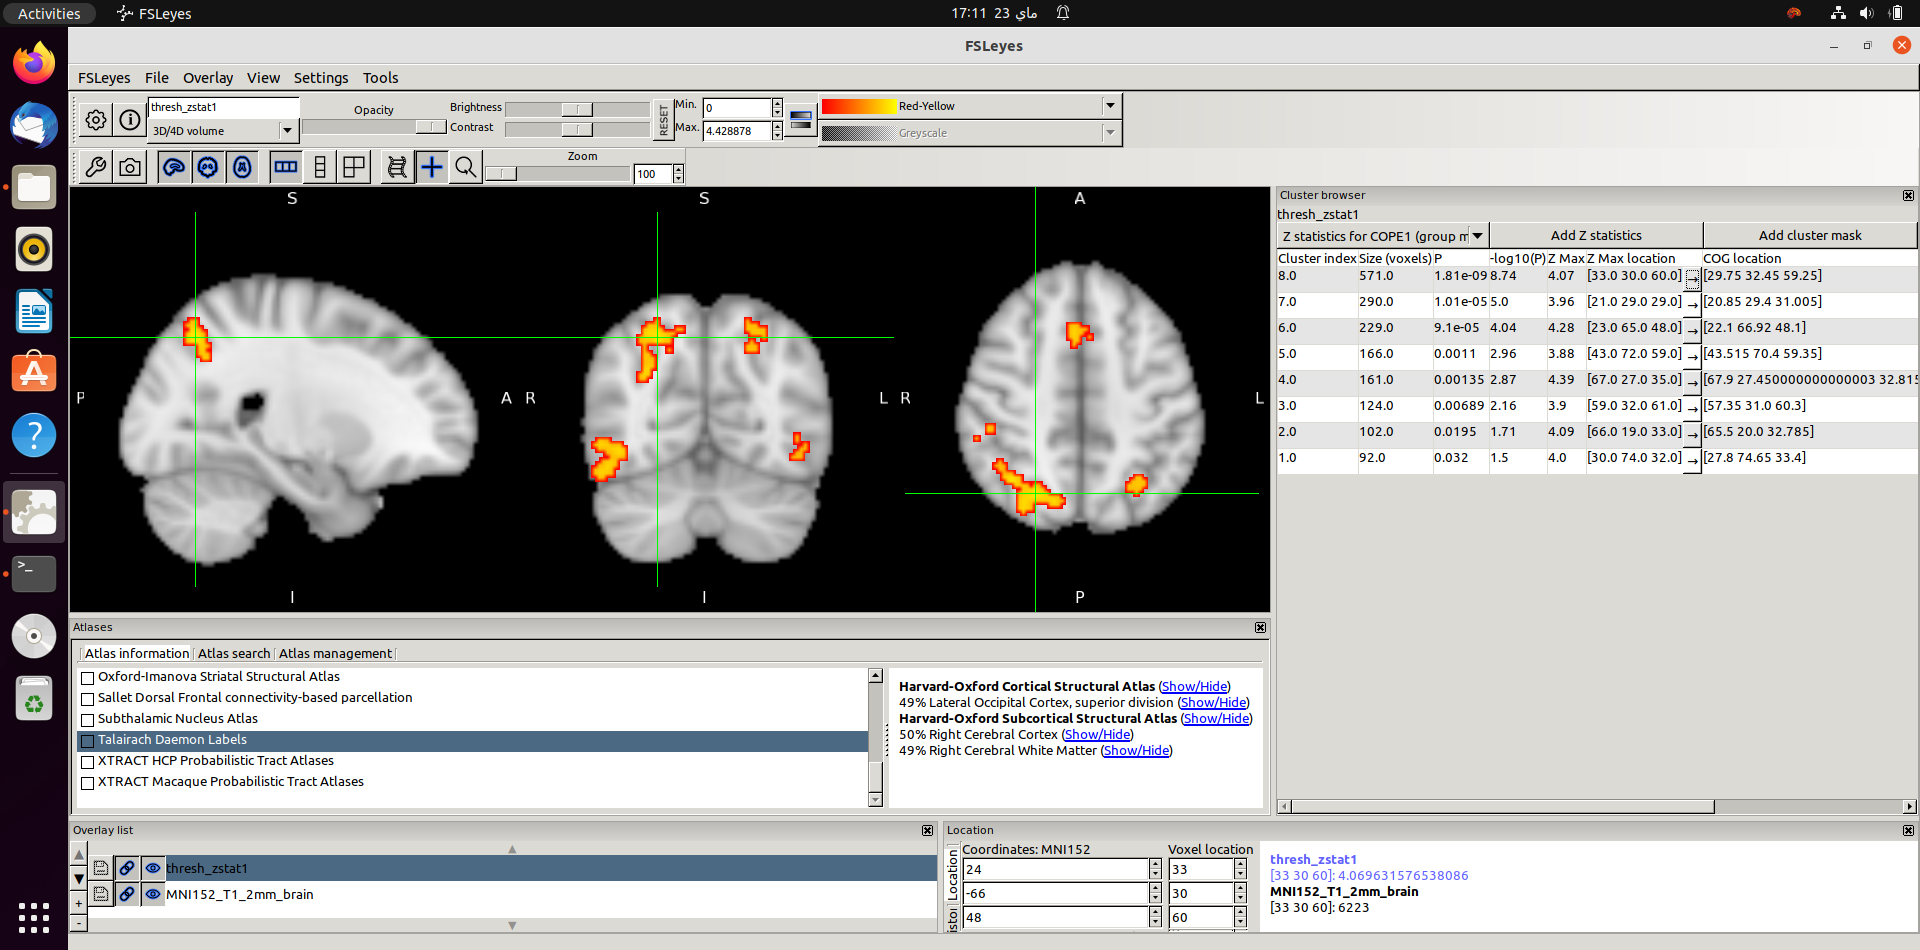 Activities
FSLeyes
17:11 23 ماي
FSLeyes
FSLeyes File Overlay View Settings Tools
thresh_zstat1
3D/4D volume
Opacity
Brightness
Contrast
RESET
Min. 0
Max. 4.428878
Red-Yellow
Greyscale
Zoom
100
S
P
A
I
S
R
L
I
A
R
L
P
Cluster browser
thresh_zstat1
Z statistics for COPE1 (group m Add Z statistics Add cluster mask
Cluster index Size (voxels) P -log10(P) Z Max Z Max location COG location
8.0 571.0 1.81e-09 8.74 4.07 [33.0 30.0 60.0] → [29.75 32.45 59.25]
7.0 290.0 1.01e-05 5.0 3.96 [21.0 29.0 29.0] → [20.85 29.4 31.005]
6.0 229.0 9.1e-05 4.04 4.28 [23.0 65.0 48.0] → [22.1 66.92 48.1]
5.0 166.0 0.0011 2.96 3.88 [43.0 72.0 59.0] → [43.515 70.4 59.35]
4.0 161.0 0.00135 2.87 4.39 [67.0 27.0 35.0] → [67.9 27.450000000000003 32.815
3.0 124.0 0.00689 2.16 3.9 [59.0 32.0 61.0] → [57.35 31.0 60.3]
2.0 102.0 0.0195 1.71 4.09 [66.0 19.0 33.0] → [65.5 20.0 32.785]
1.0 92.0 0.032 1.5 4.0 [30.0 74.0 32.0] → [27.8 74.65 33.4]
Atlases
Atlas information Atlas search Atlas management
Oxford-Imanova Striatal Structural Atlas
Sallet Dorsal Frontal connectivity-based parcellation
Subthalamic Nucleus Atlas
Talairach Daemon Labels
XTRACT HCP Probabilistic Tract Atlases
XTRACT Macaque Probabilistic Tract Atlases
Harvard-Oxford Cortical Structural Atlas (Show/Hide)
49% Lateral Occipital Cortex, superior division (Show/Hide)
Harvard-Oxford Subcortical Structural Atlas (Show/Hide)
50% Right Cerebral Cortex (Show/Hide)
49% Right Cerebral White Matter (Show/Hide)
Overlay list
thresh_zstat1
MNI152_T1_2mm_brain
+
-
Location
Location
Coordinates: MNI152 Voxel location
24 33
-66 30
48 60
thresh_zstat1
[33 30 60]: 4.069631576538086
MNI152_T1_2mm_brain
[33 30 60]: 6223